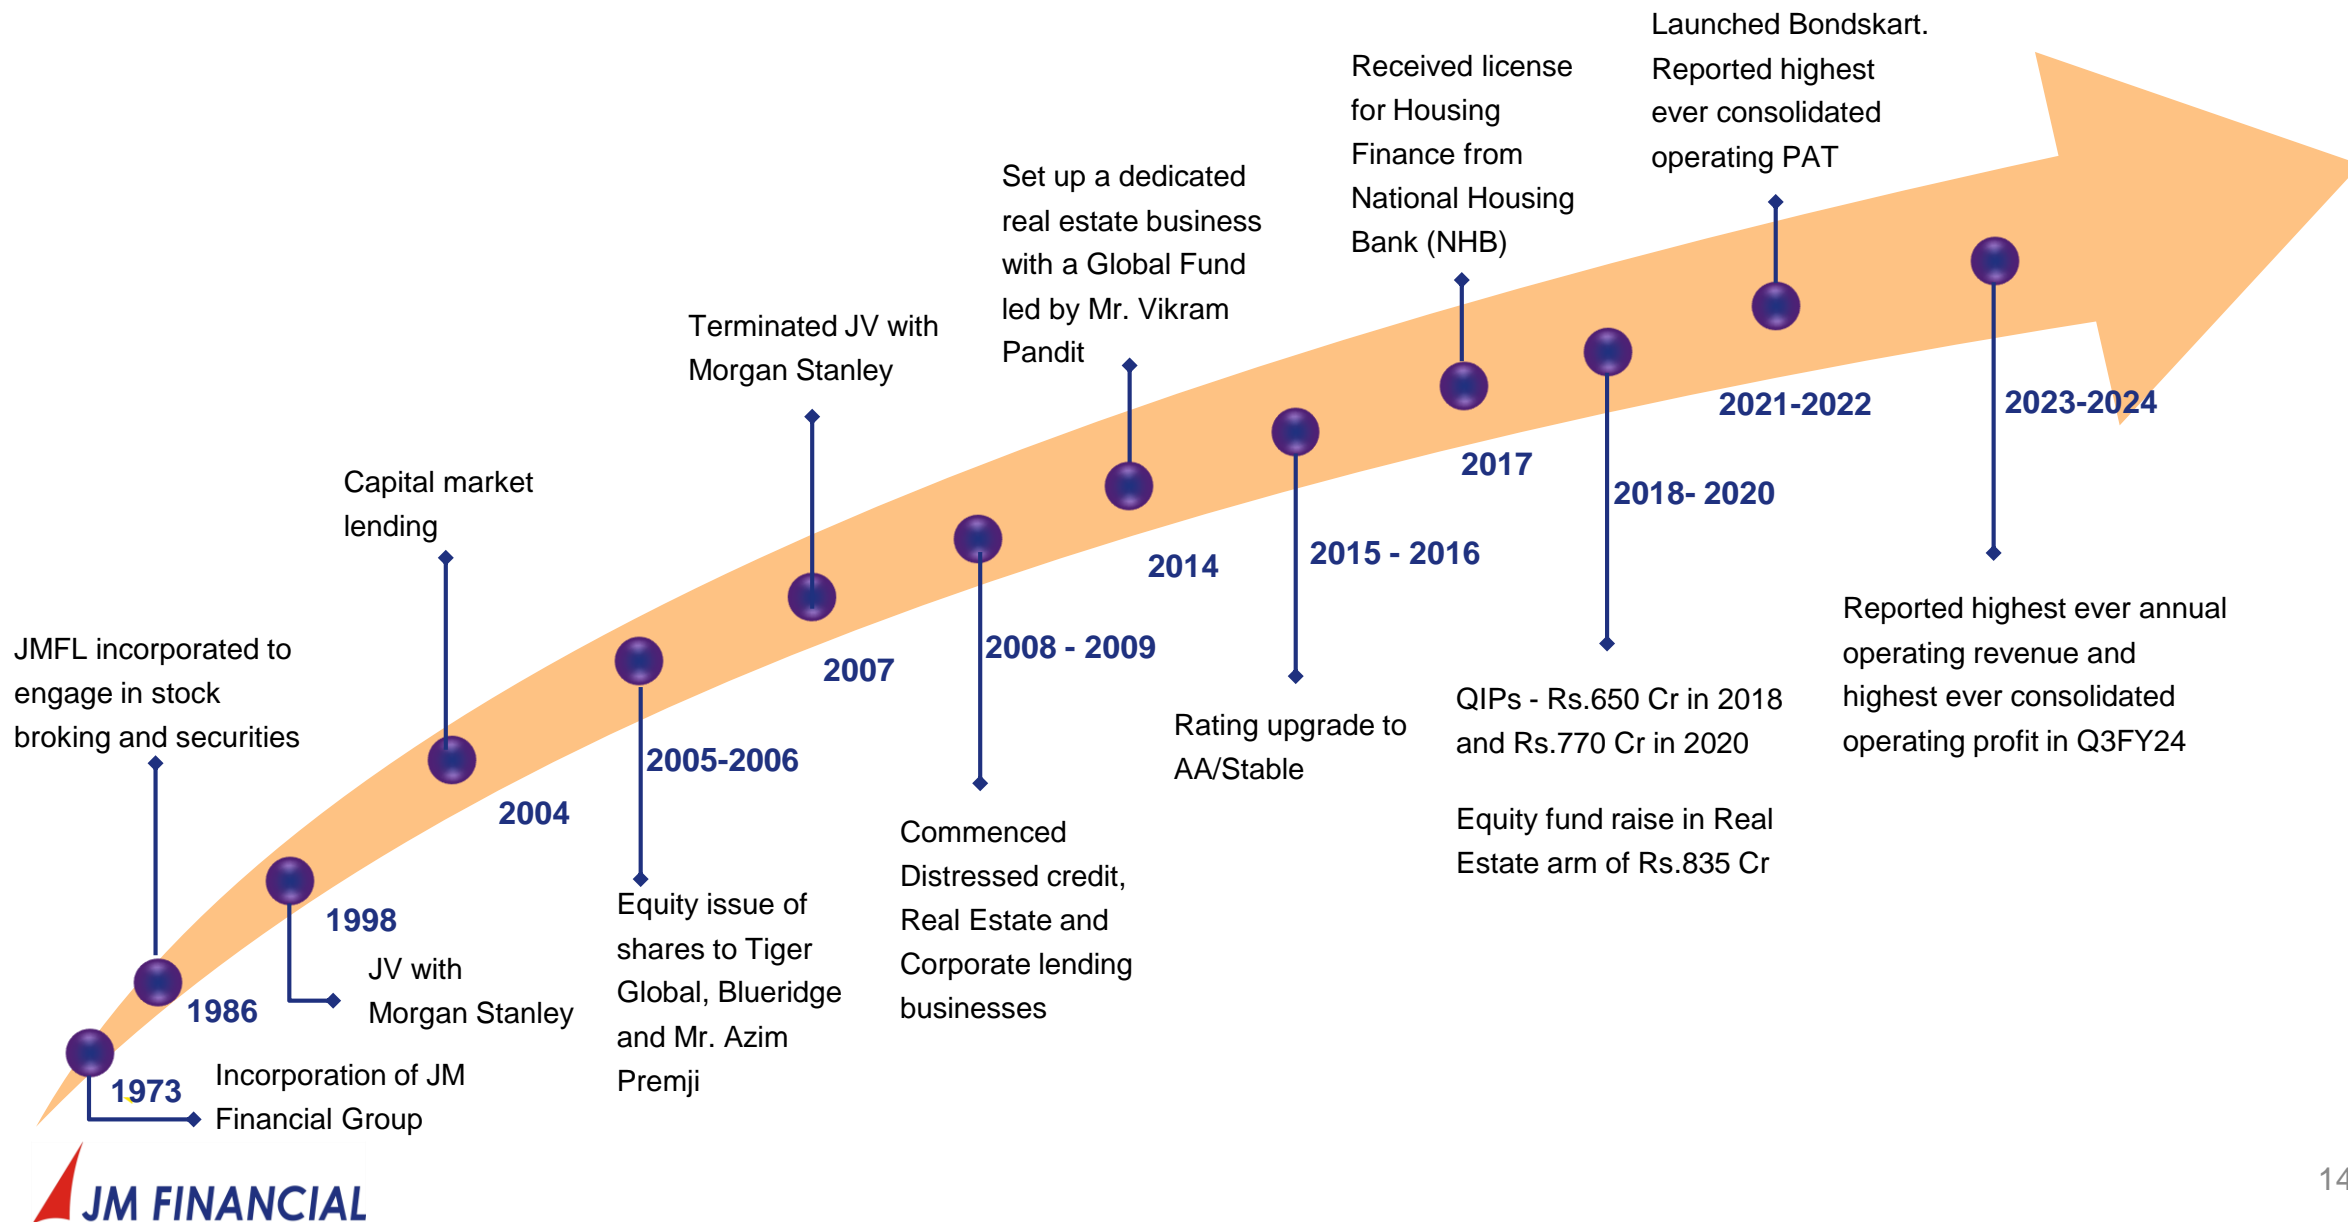 Launched Bondskart.
Reported highest
ever consolidated
operating PAT
Received license
for Housing
Finance from
National Housing
Bank (NHB)
Set up a dedicated
real estate business
with a Global Fund
led by Mr. Vikram
Pandit
Terminated JV with
Morgan Stanley
Capital market
lending
JMFL incorporated to
engage in stock
broking and securities
2021-2022
2023-2024
2017
2018- 2020
2015 - 2016
2014
2008 - 2009
2007
2005-2006
2004
1998
1986
1973
Reported highest ever annual
operating revenue and
highest ever consolidated
operating profit in Q3FY24
QIPs - Rs.650 Cr in 2018
and Rs.770 Cr in 2020
Equity fund raise in Real
Estate arm of Rs.835 Cr
Rating upgrade to
AA/Stable
Commenced
Distressed credit,
Real Estate and
Corporate lending
businesses
Equity issue of
shares to Tiger
Global, Blueridge
and Mr. Azim
Premji
JV with
Morgan Stanley
Incorporation of JM
Financial Group
JM FINANCIAL
14